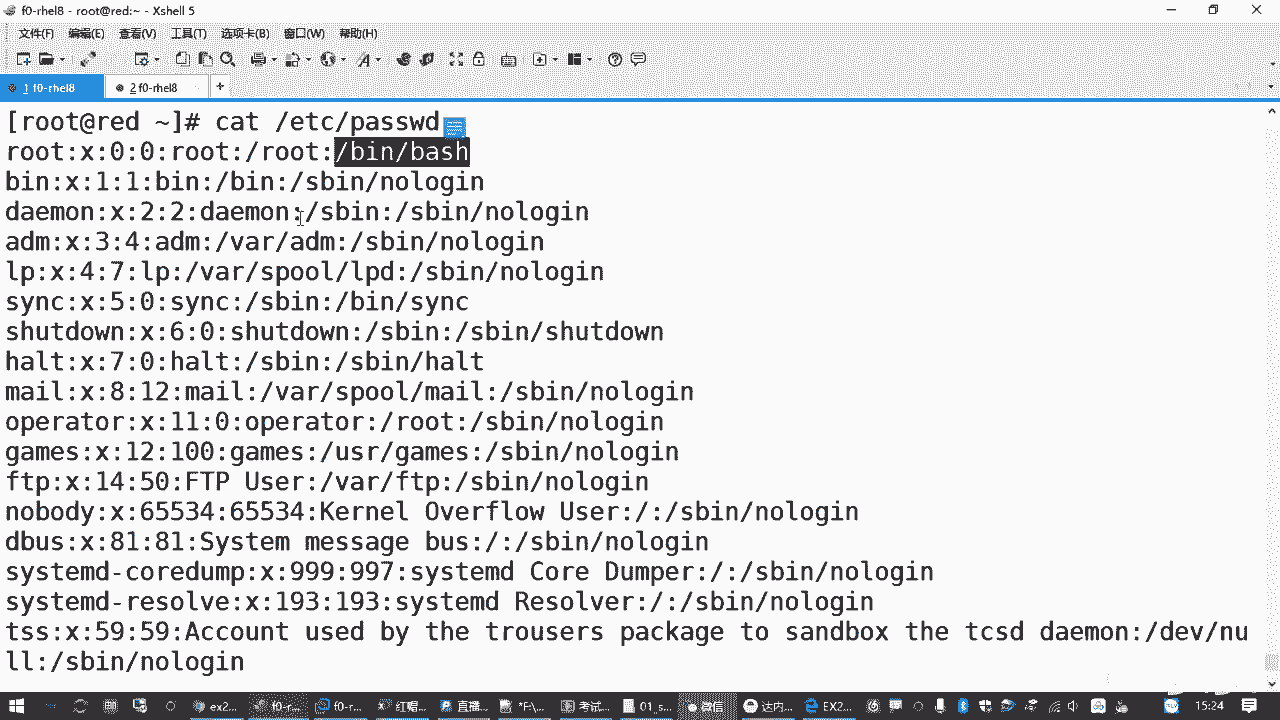 f0-rhel8 - root@red:~ - Xshell 5
文件(F) 编辑(E) 查看(V) 工具(T) 选项卡(B) 窗口(W) 帮助(H)
1 f0-rhel8 2 f0-rhel8 +
[root@red ~]# cat /etc/passwd
root:x:0:0:root:/root:/bin/bash
bin:x:1:1:bin:/bin:/sbin/nologin
daemon:x:2:2:daemon:/sbin:/sbin/nologin
adm:x:3:4:adm:/var/adm:/sbin/nologin
lp:x:4:7:lp:/var/spool/lpd:/sbin/nologin
sync:x:5:0:sync:/sbin:/bin/sync
shutdown:x:6:0:shutdown:/sbin:/sbin/shutdown
halt:x:7:0:halt:/sbin:/sbin/halt
mail:x:8:12:mail:/var/spool/mail:/sbin/nologin
operator:x:11:0:operator:/root:/sbin/nologin
games:x:12:100:games:/usr/games:/sbin/nologin
ftp:x:14:50:FTP User:/var/ftp:/sbin/nologin
nobody:x:65534:65534:Kernel Overflow User:/:/sbin/nologin
dbus:x:81:81:System message bus:/:/sbin/nologin
systemd-coredump:x:999:997:systemd Core Dumper:/:/sbin/nologin
systemd-resolve:x:193:193:systemd Resolver:/:/sbin/nologin
tss:x:59:59:Account used by the trousers package to sandbox the tcsd daemon:/dev/nu
ll:/sbin/nologin
ex2... f0-r... f0-r... 红帽... 直播... *F:\... 考试... 01_s... 微信 达内... EX2... 15:24